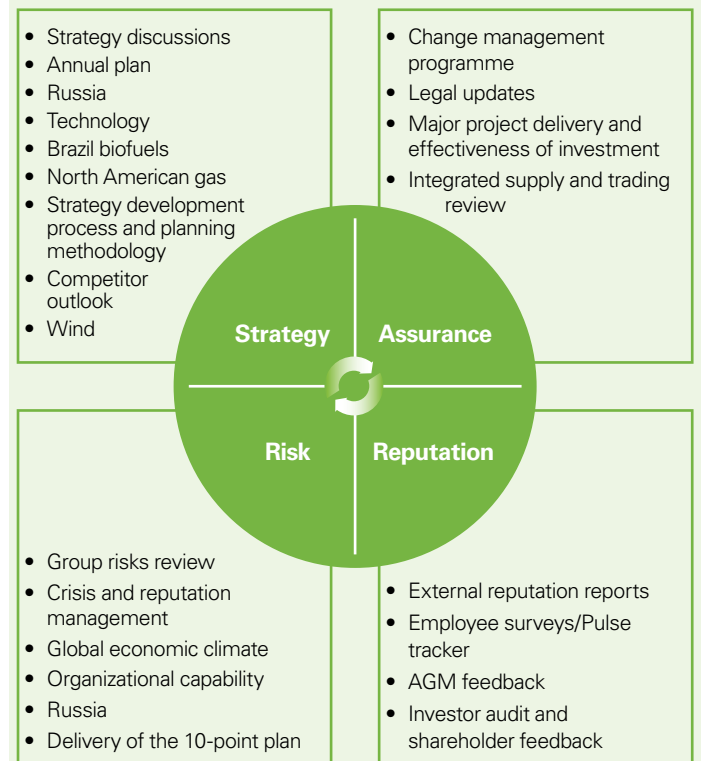 • Strategy discussions
• Annual plan
• Russia
• Technology
• Brazil biofuels
• North American gas
• Strategy development
process and planning
methodology
• Competitor
outlook
• Wind
• Change management
programme
• Legal updates
• Major project delivery and
effectiveness of investment
• Integrated supply and trading
review
Strategy
Assurance
Risk
Reputation
• Group risks review
• Crisis and reputation
management
• Global economic climate
• Organizational capability
• Russia
• Delivery of the 10-point plan
• External reputation reports
• Employee surveys/Pulse
tracker
• AGM feedback
• Investor audit and
shareholder feedback